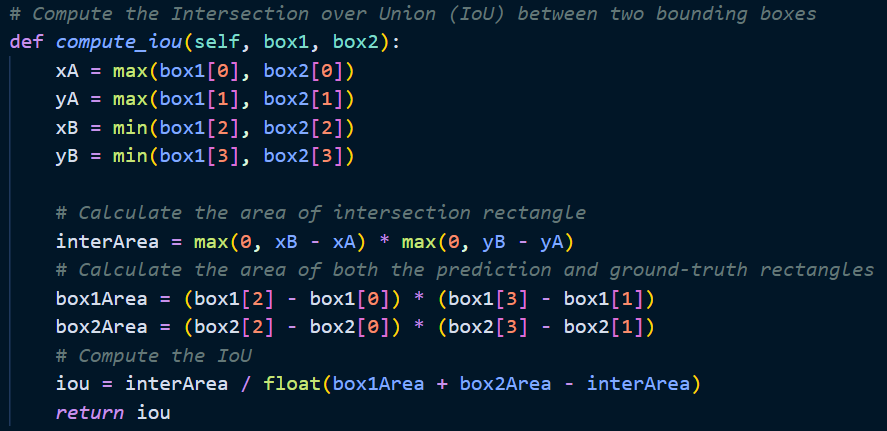 # Compute the Intersection over Union (IoU) between two bounding boxes
def compute_iou(self, box1, box2):
    xA = max(box1[0], box2[0])
    yA = max(box1[1], box2[1])
    xB = min(box1[2], box2[2])
    yB = min(box1[3], box2[3])

    # Calculate the area of intersection rectangle
    interArea = max(0, xB - xA) * max(0, yB - yA)
    # Calculate the area of both the prediction and ground-truth rectangles
    box1Area = (box1[2] - box1[0]) * (box1[3] - box1[1])
    box2Area = (box2[2] - box2[0]) * (box2[3] - box2[1])
    # Compute the IoU
    iou = interArea / float(box1Area + box2Area - interArea)
    return iou